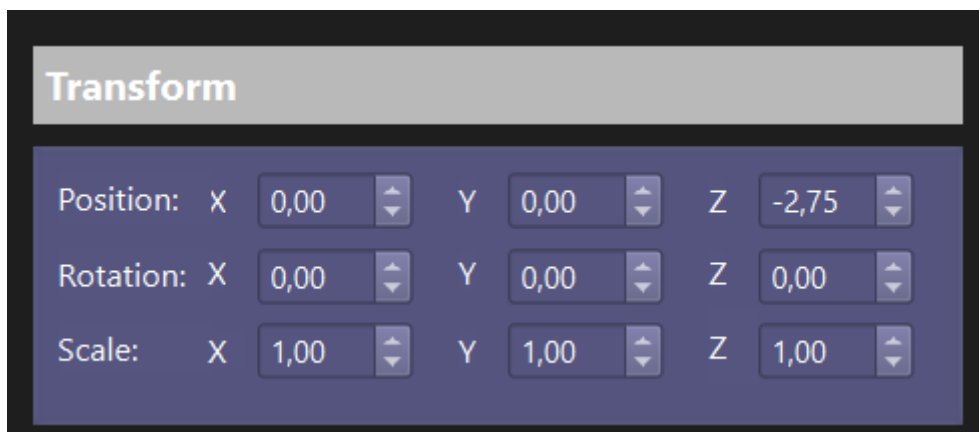 Transform
Position: X 0,00 Y 0,00 Z -2,75
Rotation: X 0,00 Y 0,00 Z 0,00
Scale: X 1,00 Y 1,00 Z 1,00